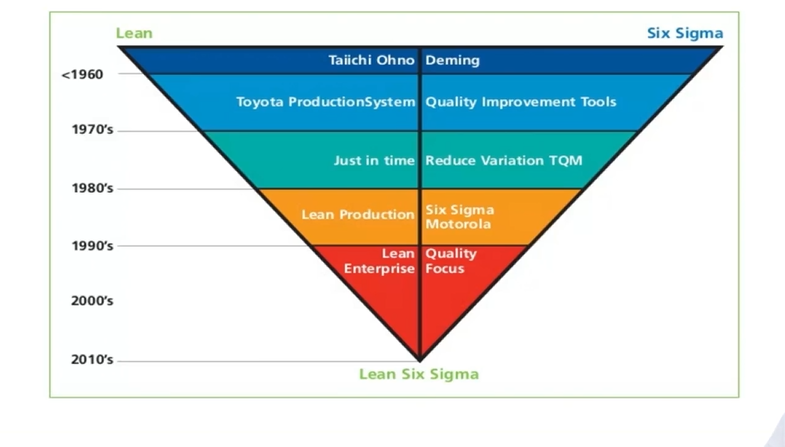 Lean
Six Sigma
Taiichi Ohno
Deming
<1960
Toyota ProductionSystem
Quality Improvement Tools
1970's
Just in time
Reduce Variation TQM
1980's
Lean Production
Six Sigma
Motorola
1990's
Lean
Enterprise
Quality
Focus
2000's
2010's
Lean Six Sigma